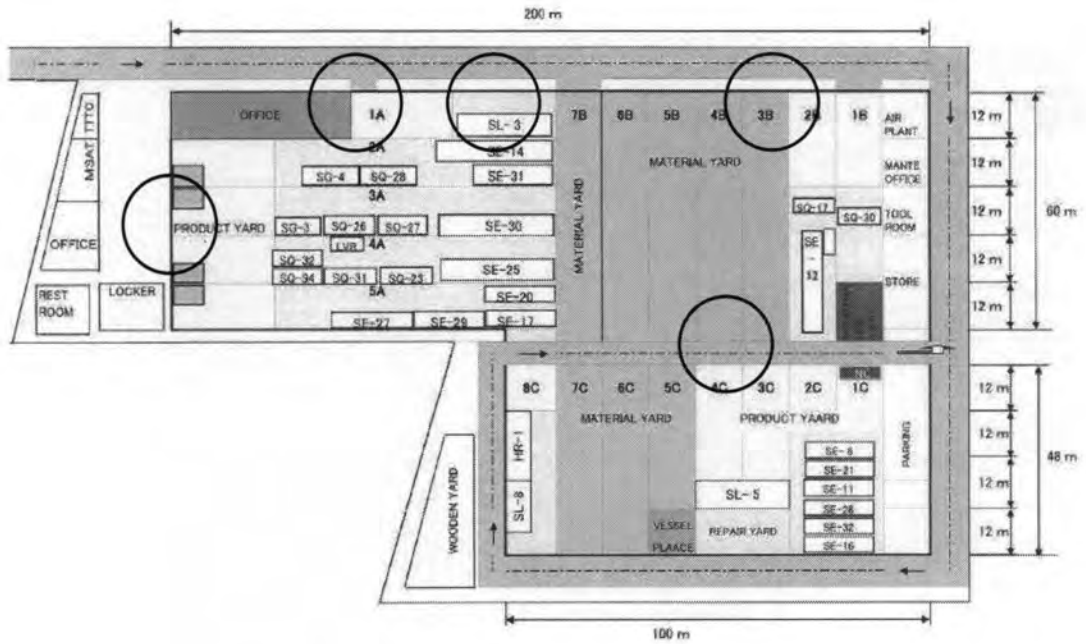 200 m
TTTC
M/SAT
OFFICE
REST
ROOM
LOCKER
OFFICE
1A
SL-3
2A
SE-14
SQ-4
SQ-28
SE-31
3A
PRODUCT YARD
SQ-3
SQ-26
SQ-27
SE-30
LVR
4A
SQ-32
SQ-34
SQ-31
SQ-23
SE-25
5A
SE-20
SE-27
SE-29
SE-17
7B
6B
5B
4B
3B
2B
1B
MATERIAL YARD
MATERIAL YARD
AIR
PLANT
MANTE
OFFICE
SQ-17
SQ-30
TOOL
ROOM
SE
-
12
STORE
12 m
12 m
12 m
12 m
12 m
60 m
8C
7C
6C
5C
4C
3C
2C
1C
MATERIAL YARD
PRODUCT YAARD
HR-1
SL-8
SL-5
VESSEL
PLAACE
REPAIR YARD
SE-6
SE-21
SE-11
SE-28
SE-32
SE-16
PARKING
WOODEN YARD
12 m
12 m
12 m
12 m
48 m
100 m